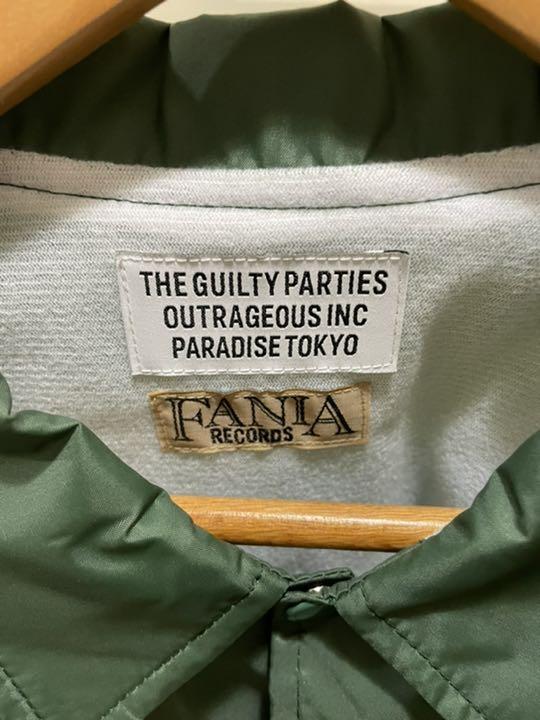 THE GUILTY PARTIES
OUTRAGEOUS INC
PARADISE TOKYO
FANIA
RECORDS